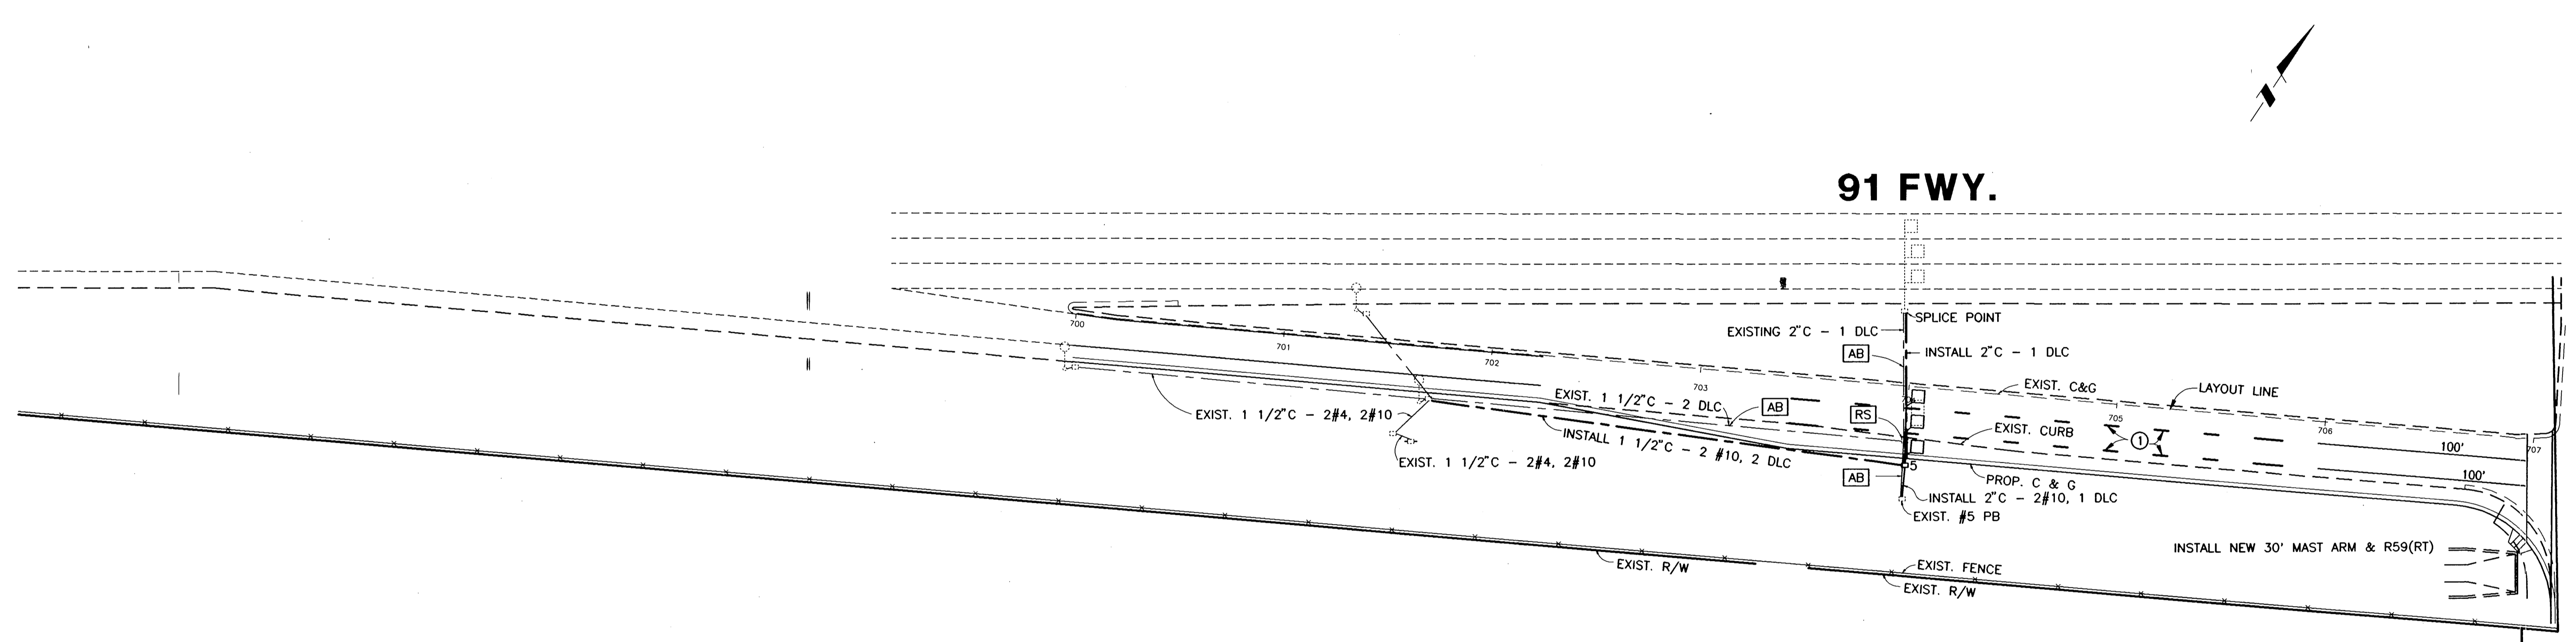 91 FWY.
700
701
702
703
705
706
707
SPLICE POINT
EXISTING 2"C - 1 DLC
AB
INSTALL 2"C - 1 DLC
EXIST. C&G
LAYOUT LINE
EXIST. 1 1/2"C - 2 DLC
AB
RS
EXIST. CURB
1
EXIST. 1 1/2"C - 2#4, 2#10
INSTALL 1 1/2"C - 2 #10, 2 DLC
100'
100'
EXIST. 1 1/2"C - 2#4, 2#10
5
AB
PROP. C & G
INSTALL 2"C - 2#10, 1 DLC
EXIST. #5 PB
INSTALL NEW 30' MAST ARM & R59(RT)
EXIST. R/W
EXIST. FENCE
EXIST. R/W